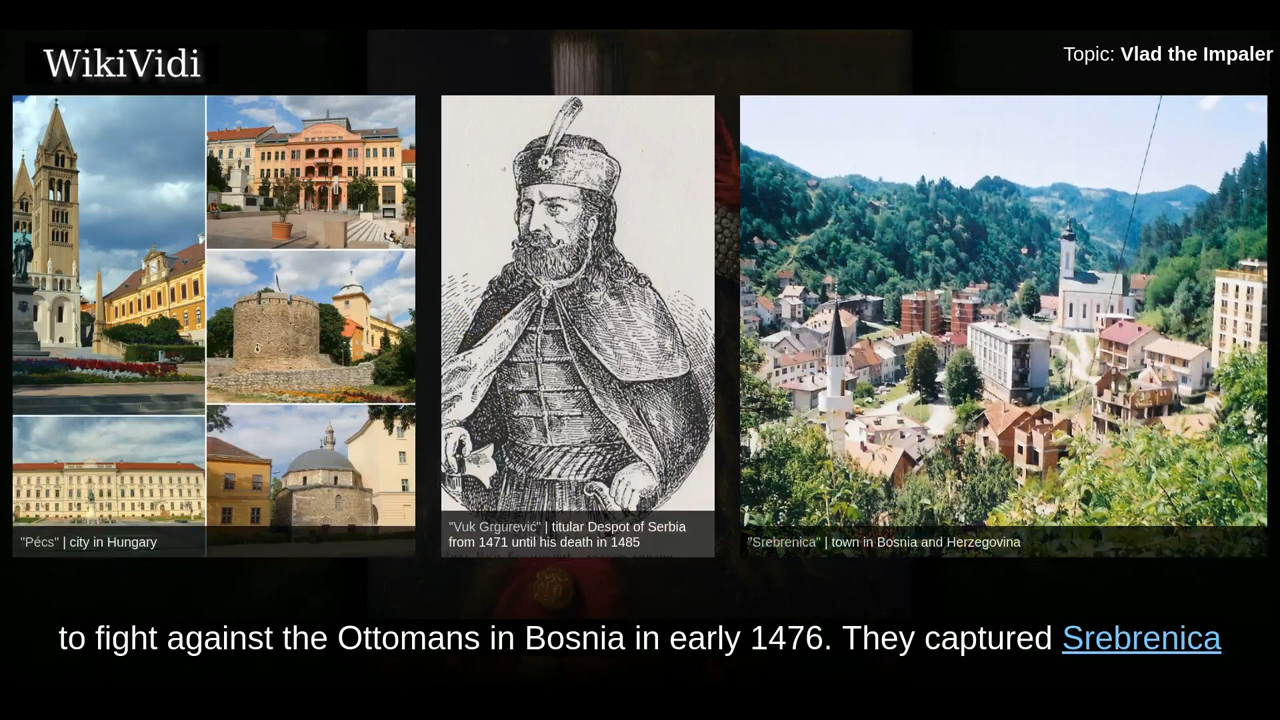 WikiVidi
Topic: Vlad the Impaler
"Pécs" | city in Hungary
"Vuk Grgurević" | titular Despot of Serbia
from 1471 until his death in 1485
"Srebrenica" | town in Bosnia and Herzegovina
to fight against the Ottomans in Bosnia in early 1476. They captured Srebrenica